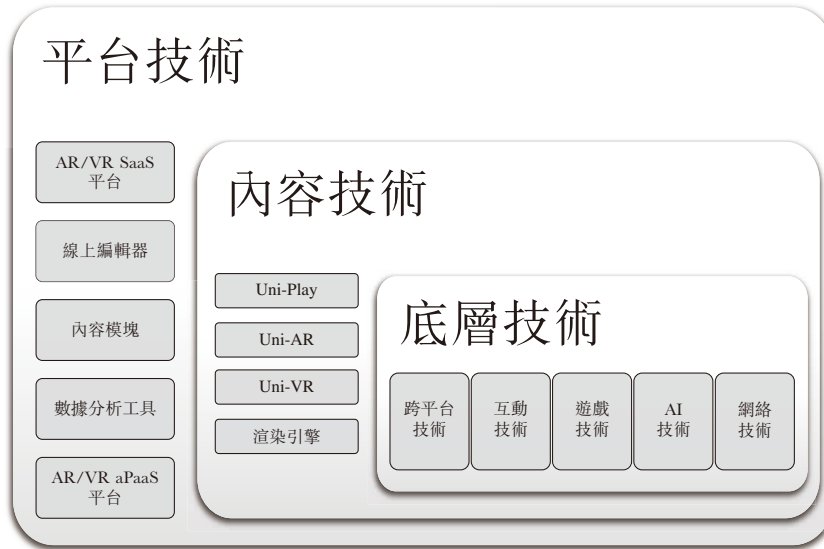 平台技術
AR/VR SaaS
平台
線上編輯器
內容模塊
數據分析工具
AR/VR aPaaS
平台
內容技術
Uni-Play
Uni-AR
Uni-VR
渲染引擎
底層技術
跨平台
技術
互動
技術
遊戲
技術
AI
技術
網絡
技術